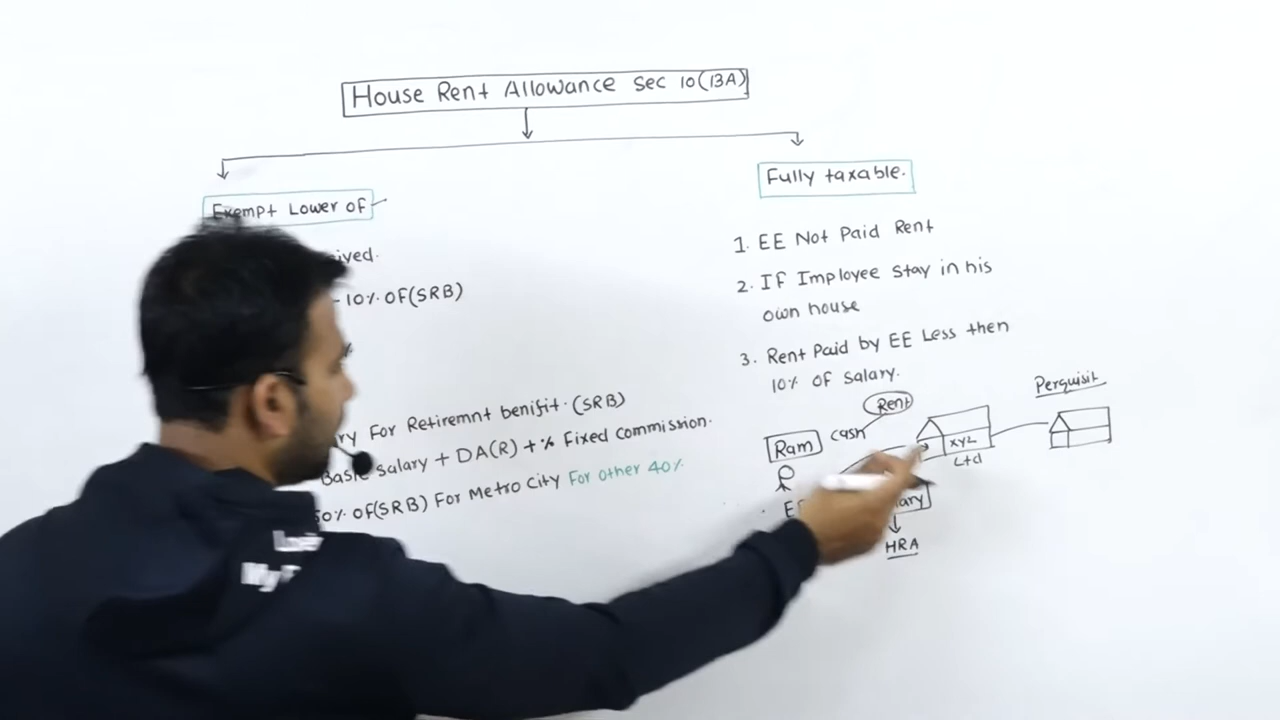 House Rent Allowance Sec 10(13A)
Exempt Lower of
Fully taxable.
- 10% OF(SRB)
For Retiremnt benifit. (SRB)
Basic salary + DA(R) + % Fixed Commission.
50% OF(SRB) For Metro City For Other 40%
1. EE Not Paid Rent
2. If Imployee Stay in his
own house
3. Rent Paid by EE Less then
10% OF Salary.
Rent
Perquisit
Ram cash
XYZ
Ltd
HRA